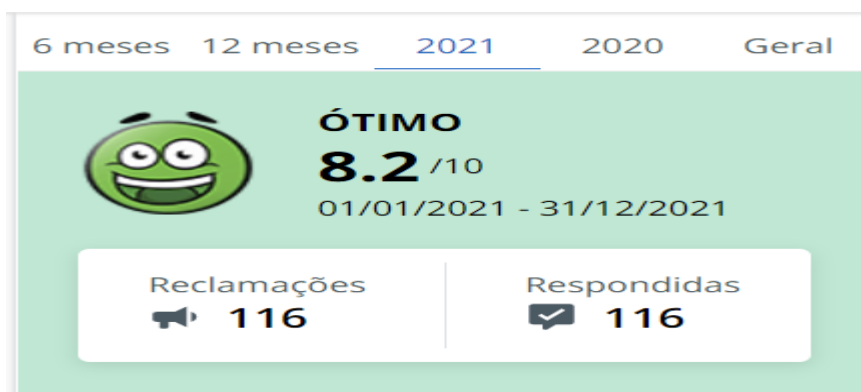 6 meses 12 meses 2021 2020 Geral
ÓTIMO
8.2 /10
01/01/2021 - 31/12/2021
Reclamações Respondidas
116 116